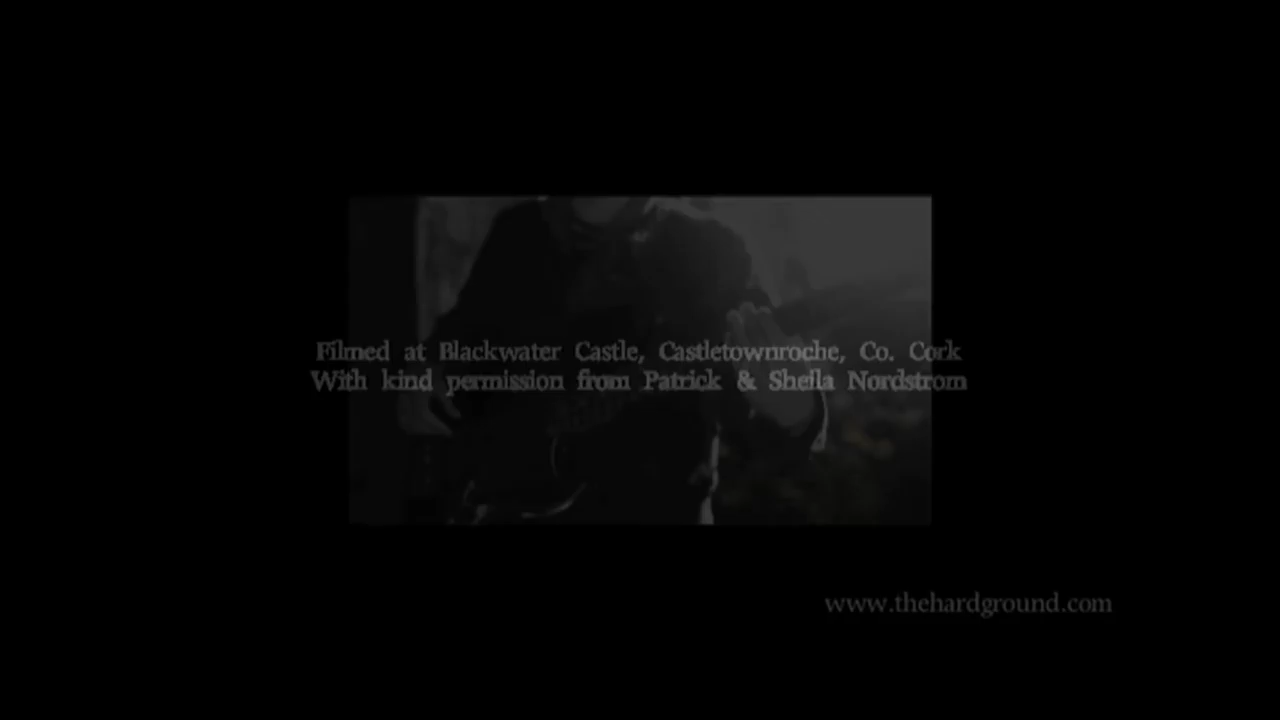 Filmed at Blackwater Castle, Castletownroche, Co. Cork
With kind permission from Patrick & Sheila Nordstrom
www.thehardground.com